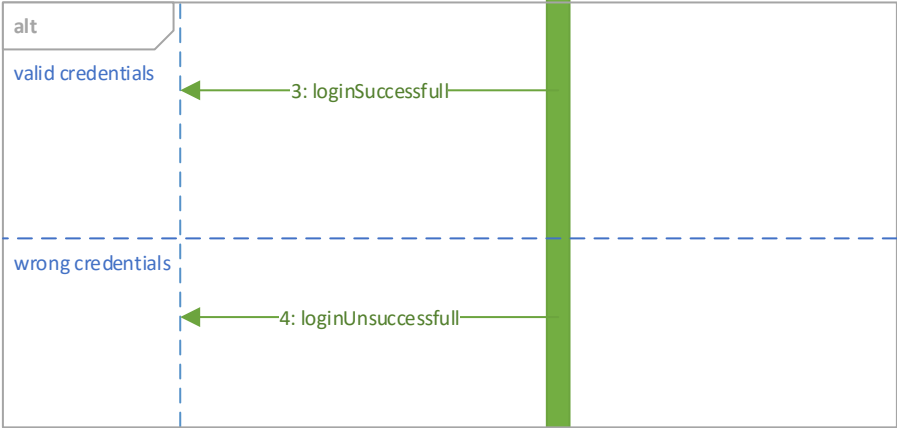 alt
valid credentials
3: loginSuccessfull
wrong credentials
4: loginUnsuccessfull